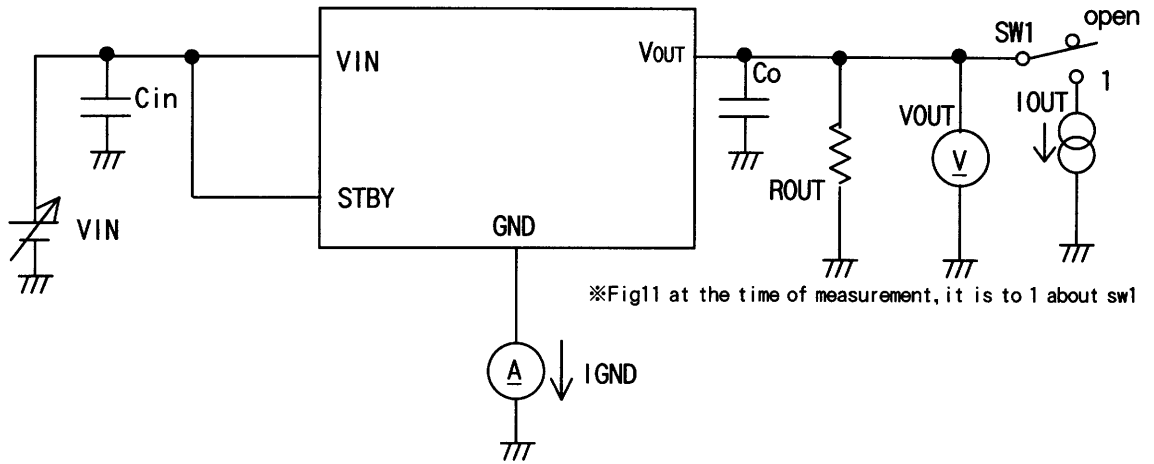 open
SW1
VIN
VOUT
Co
1
Cin
IOUT
VOUT
V
STBY
ROUT
VIN
GND
※Fig11 at the time of measurement, it is to 1 about sw1
A
IGND